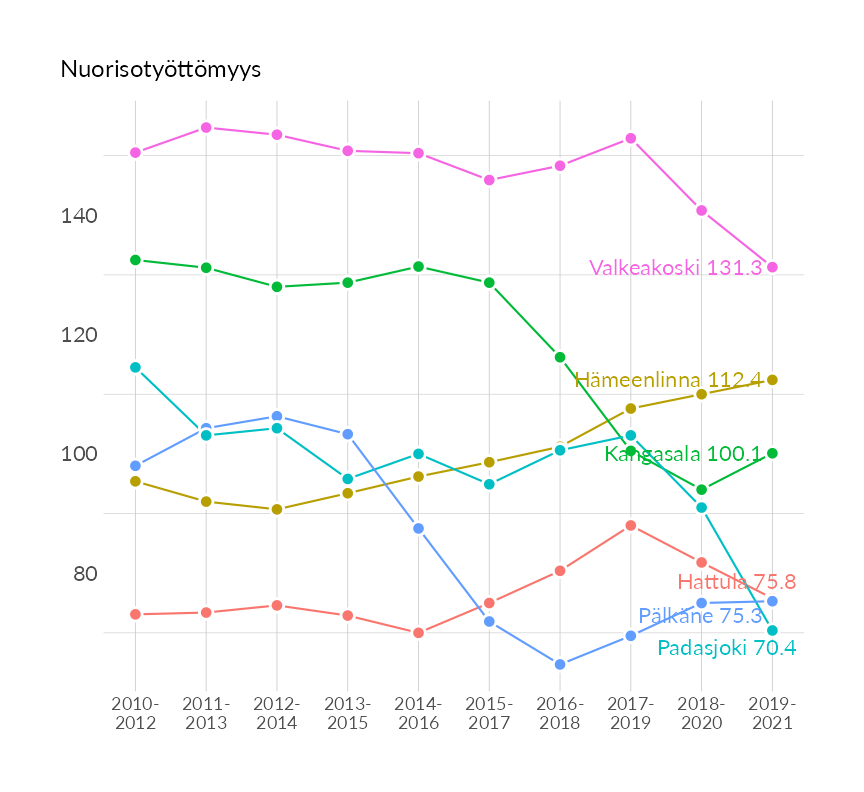 Nuorisotyöttömyys
140
120
100
80
Valkeakoski 131.3
Hämeenlinna 112.4
Kangasala 100.1
Hattula 75.8
Pälkäne 75.3
Padasjoki 70.4
2010- 2011- 2012- 2013- 2014- 2015- 2016- 2017- 2018- 2019-
2012 2013 2014 2015 2016 2017 2018 2019 2020 2021